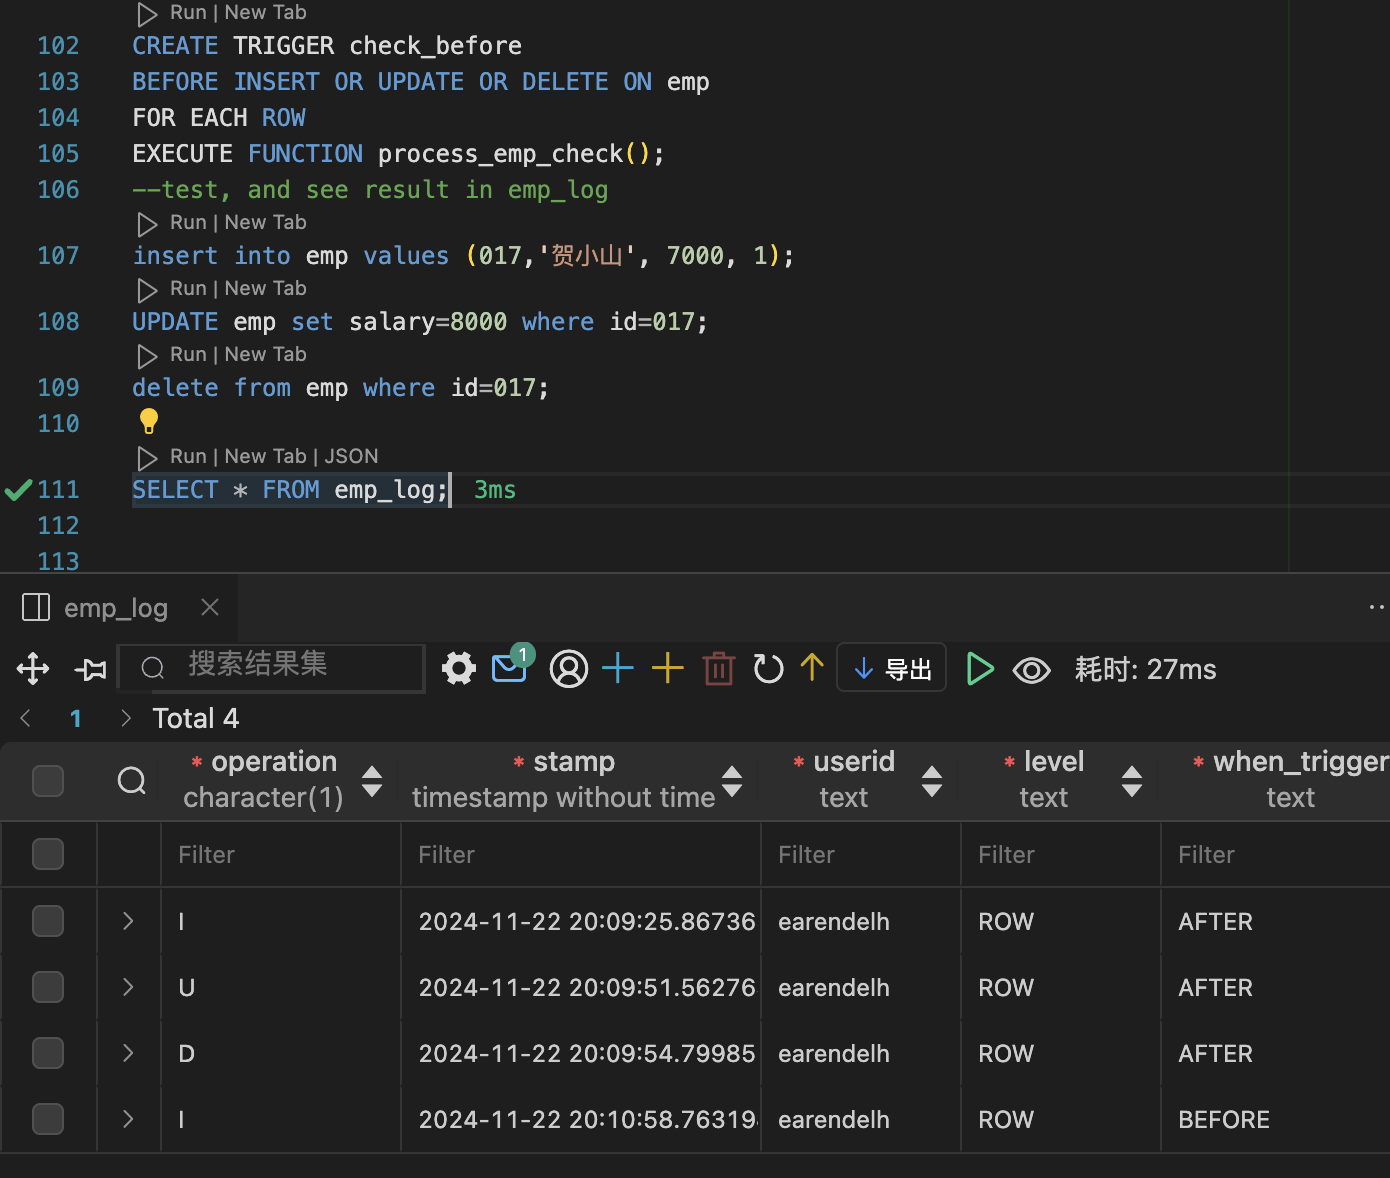 Run | New Tab
102 CREATE TRIGGER check_before
103 BEFORE INSERT OR UPDATE OR DELETE ON emp
104 FOR EACH ROW
105 EXECUTE FUNCTION process_emp_check();
106 --test, and see result in emp_log
Run | New Tab
107 insert into emp values (017,'贺小山', 7000, 1);
Run | New Tab
108 UPDATE emp set salary=8000 where id=017;
Run | New Tab
109 delete from emp where id=017;
110
Run | New Tab | JSON
111 SELECT * FROM emp_log; 3ms
112
113
emp_log
搜索结果集 1 导出 耗时: 27ms
1 Total 4
* operation * stamp * userid * level * when_trigger
character(1) timestamp without time text text text
Filter Filter Filter Filter Filter
I 2024-11-22 20:09:25.86736 earendelh ROW AFTER
U 2024-11-22 20:09:51.56276 earendelh ROW AFTER
D 2024-11-22 20:09:54.79985 earendelh ROW AFTER
I 2024-11-22 20:10:58.76319 earendelh ROW BEFORE